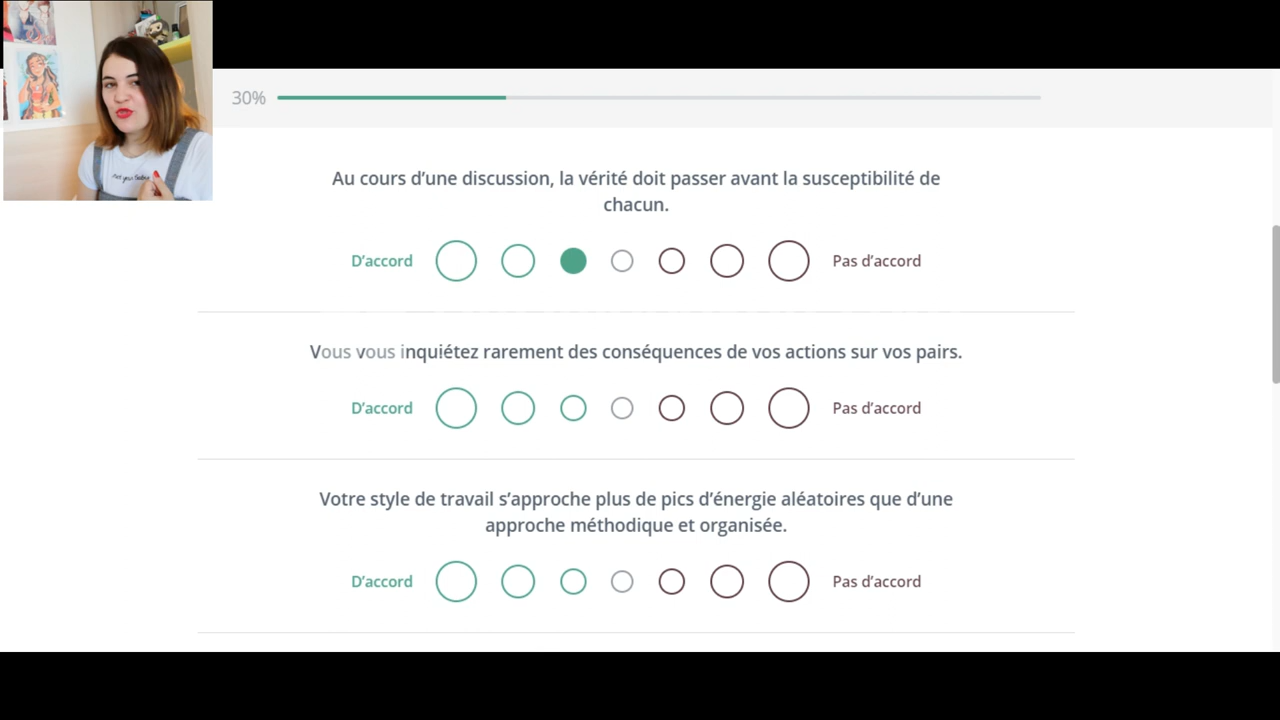 30%
Au cours d’une discussion, la vérité doit passer avant la susceptibilité de
chacun.
D’accord Pas d’accord
Vous vous inquiétez rarement des conséquences de vos actions sur vos pairs.
D’accord Pas d’accord
Votre style de travail s’approche plus de pics d’énergie aléatoires que d’une
approche méthodique et organisée.
D’accord Pas d’accord